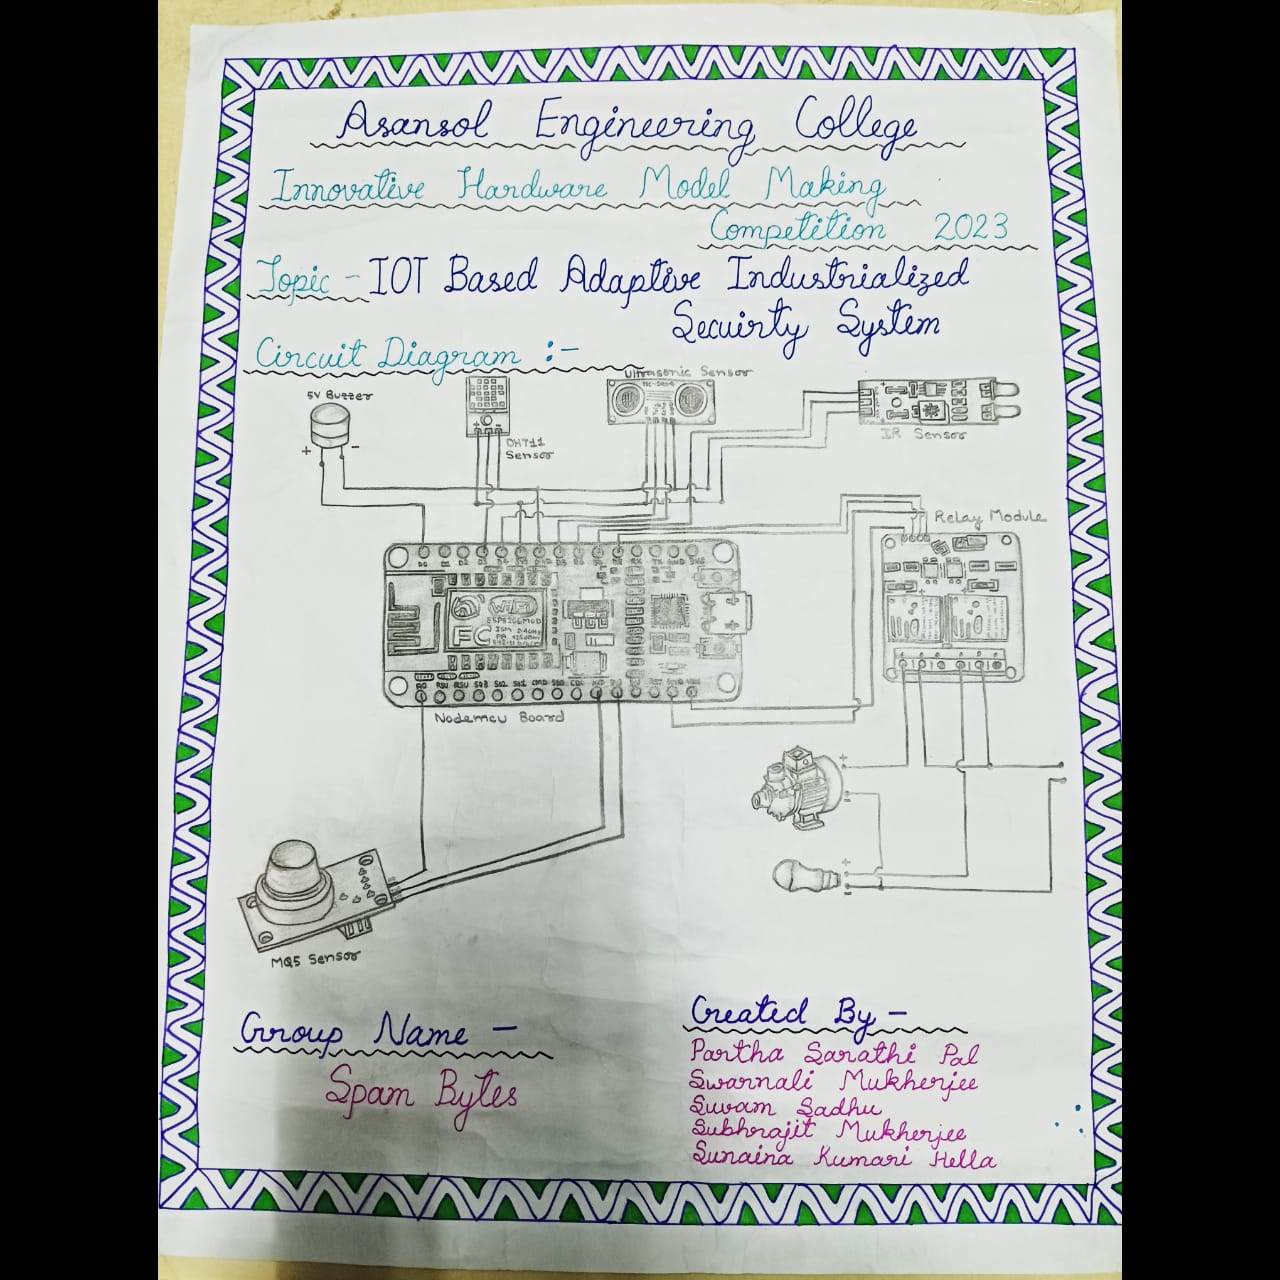 Asansol Engineering College
Innovative Hardware Model Making
Competition 2023
Topic - IOT Based Adaptive Industrialized
Secuirty System
Circuit Diagram :-
Ultrasonic Sensor
5V Buzzer
+ -
DHT11
Sensor
IR Sensor
Relay Module
WiFi
ESP8266MOD
FC
Nodemcu Board
MQ5 Sensor
Group Name -
Spam Bytes
Created By -
Partha Sarathi Pal
Swarnali Mukherjee
Suvam Sadhu
Subhrajit Mukherjee
Sunaina Kumari Hella